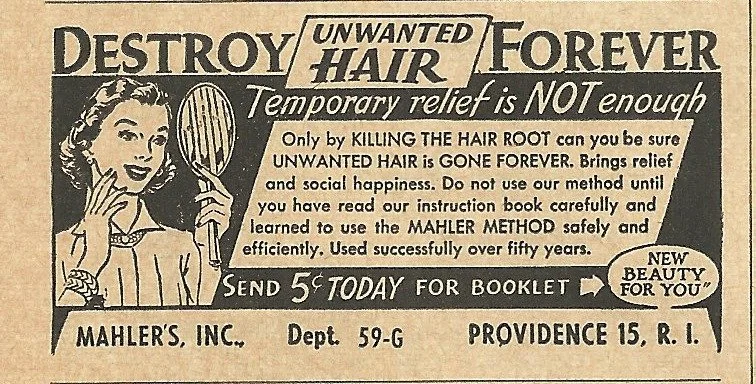 DESTROY UNWANTED HAIR FOREVER
Temporary relief is NOT enough
Only by KILLING THE HAIR ROOT can you be sure
UNWANTED HAIR is GONE FOREVER. Brings relief
and social happiness. Do not use our method until
you have read our instruction book carefully and
learned to use the MAHLER METHOD safely and
efficiently. Used successfully over fifty years.
SEND 5¢ TODAY FOR BOOKLET
NEW
BEAUTY
FOR YOU"
MAHLER'S, INC., Dept. 59-G PROVIDENCE 15, R. I.